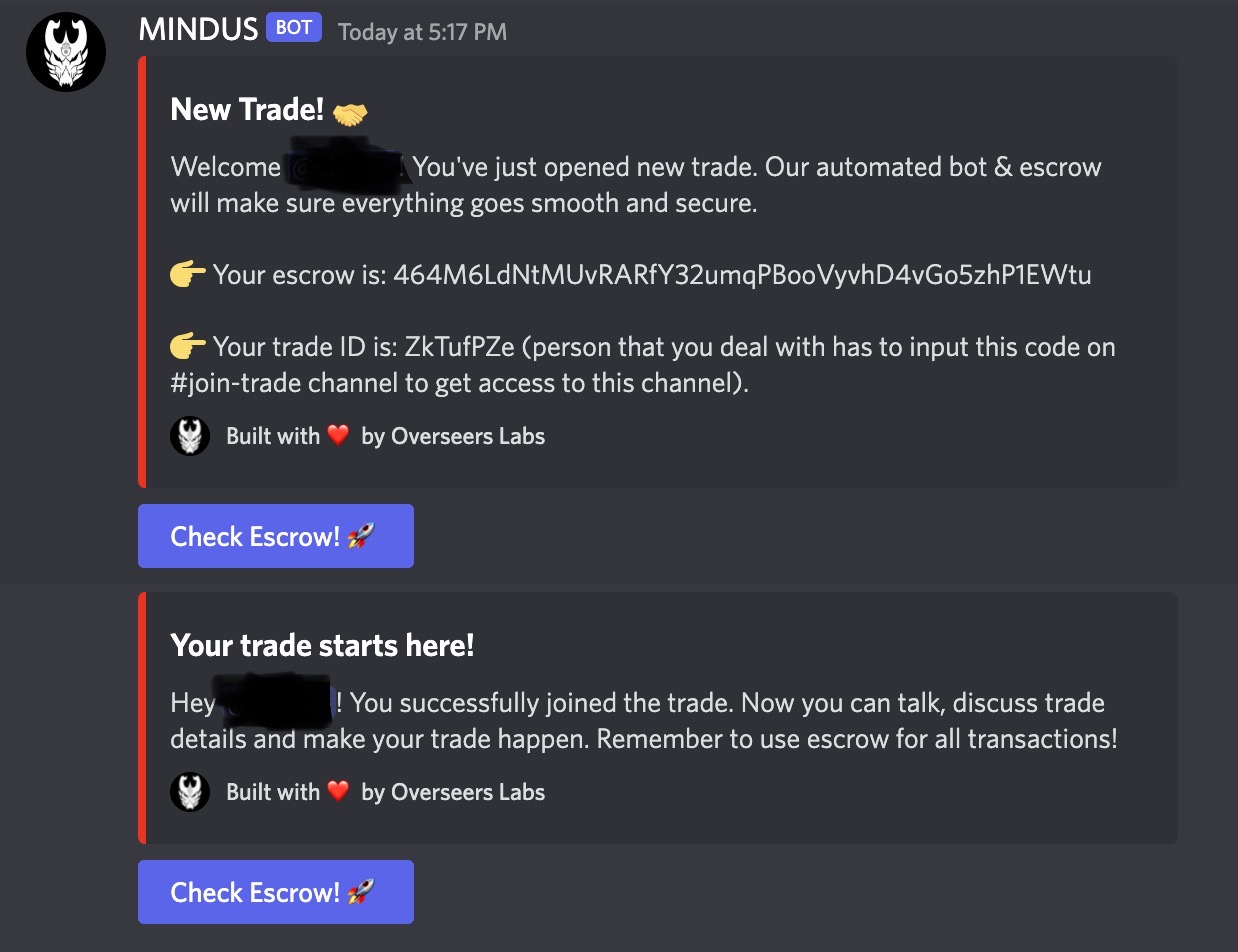 MINDUS BOT Today at 5:17 PM
New Trade! 🤝
Welcome ! You've just opened new trade. Our automated bot & escrow
will make sure everything goes smooth and secure.
👉 Your escrow is: 464M6LdNtMUvRARfY32umqPBooVyvhD4vGo5zhP1EWtu
👉 Your trade ID is: ZkTufPZe (person that you deal with has to input this code on
#join-trade channel to get access to this channel).
Built with ❤️ by Overseers Labs
Check Escrow! 🚀
Your trade starts here!
Hey ! You successfully joined the trade. Now you can talk, discuss trade
details and make your trade happen. Remember to use escrow for all transactions!
Built with ❤️ by Overseers Labs
Check Escrow! 🚀